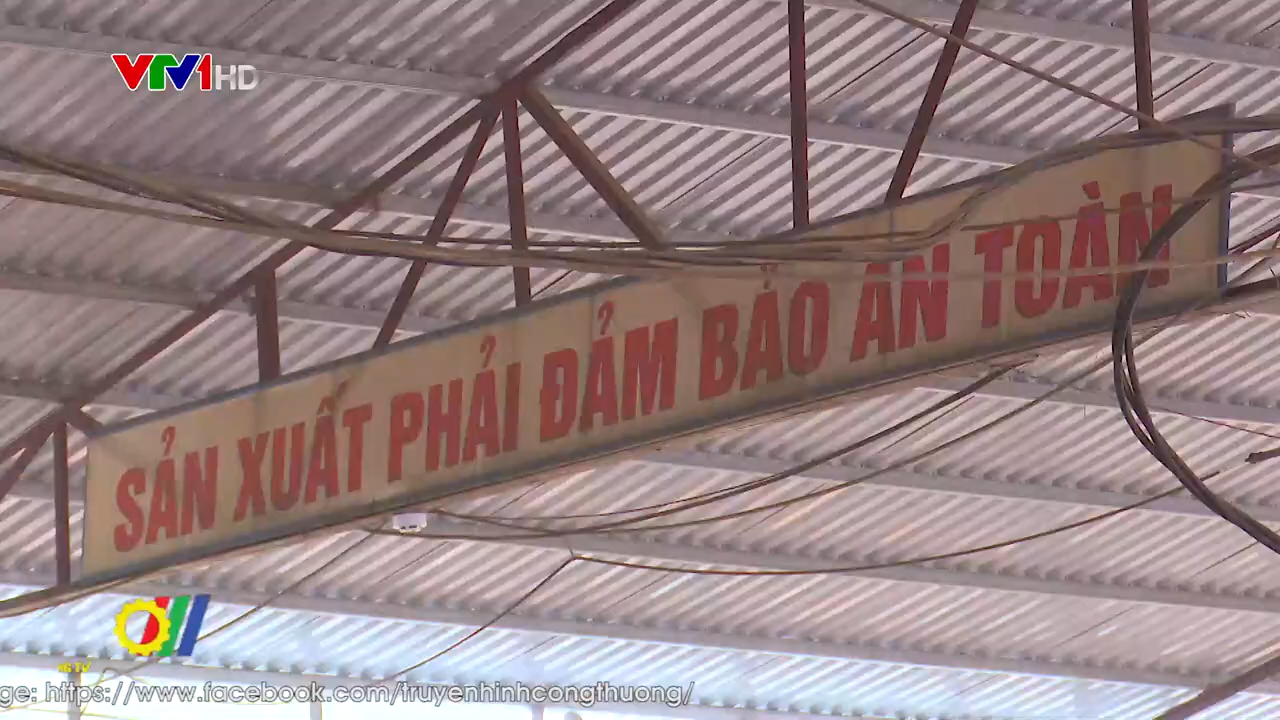 VTV1HD
SẢN XUẤT PHẢI ĐẢM BẢO AN TOÀN
ge: https://www.facebook.com/truyenhinhcongthuong/